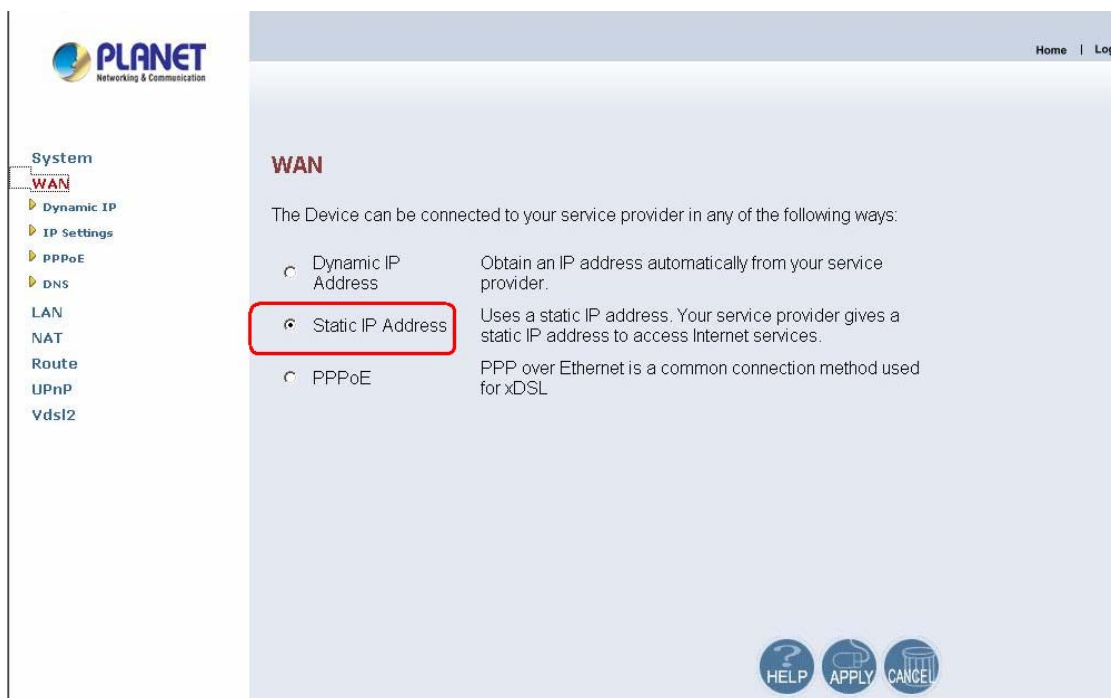 PLANET
Networking & Communication
Home | Log
System
WAN
Dynamic IP
IP Settings
PPPoE
DNS
LAN
NAT
Route
UPnP
Vdsl2
WAN
The Device can be connected to your service provider in any of the following ways:
Dynamic IP
Address
Obtain an IP address automatically from your service
provider.
Static IP Address
Uses a static IP address. Your service provider gives a
static IP address to access Internet services.
PPPoE
PPP over Ethernet is a common connection method used
for xDSL
HELP
APPLY
CANCEL